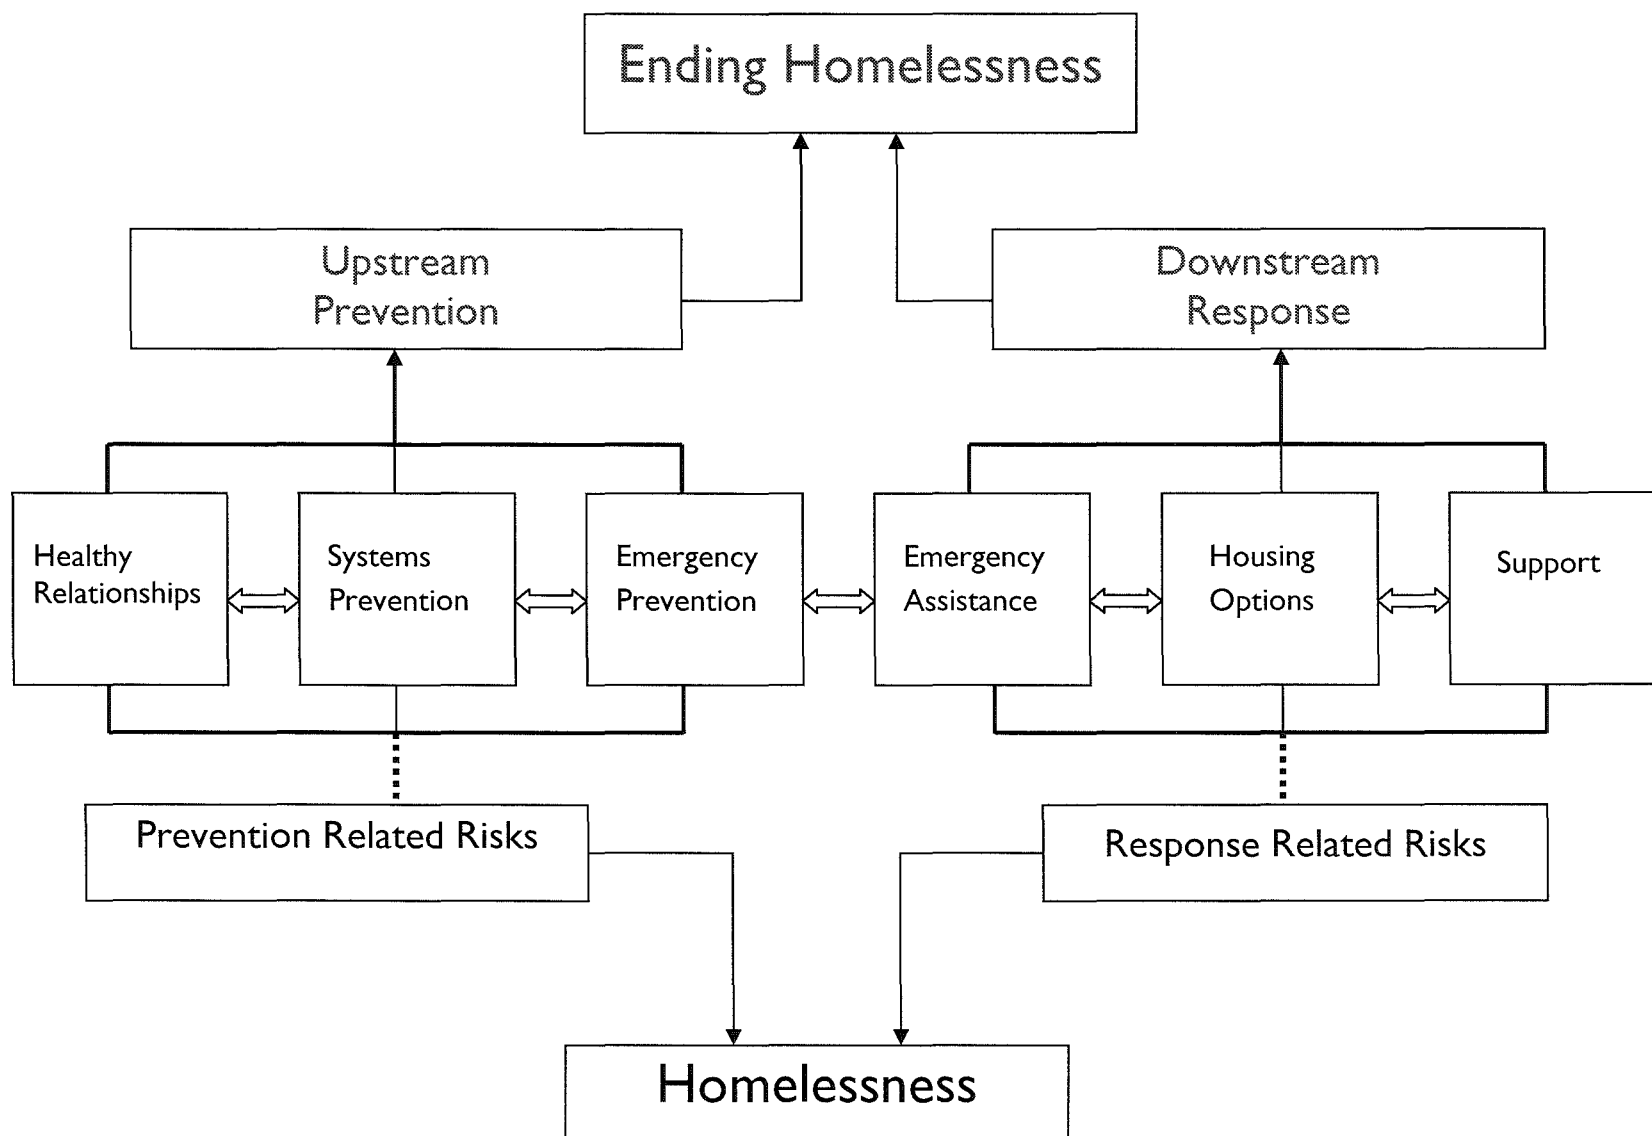 Ending Homelessness
Upstream
Prevention
Downstream
Response
Healthy
Relationships
Systems
Prevention
Emergency
Prevention
Emergency
Assistance
Housing
Options
Support
Prevention Related Risks
Response Related Risks
Homelessness